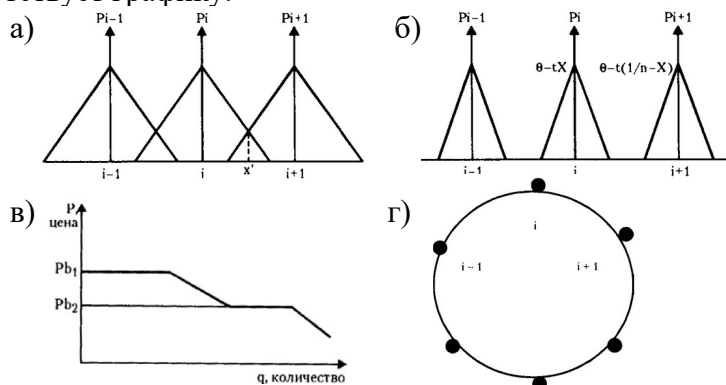 а)
Pi−1 Pi Pi+1
i−1 i x' i+1
б)
Pi−1 Pi Pi+1
θ−tX θ−t(1/n−X)
i−1 i i+1
в)
P
цена
Pb1
Pb2
q, количество
г)
i
i − 1 i + 1